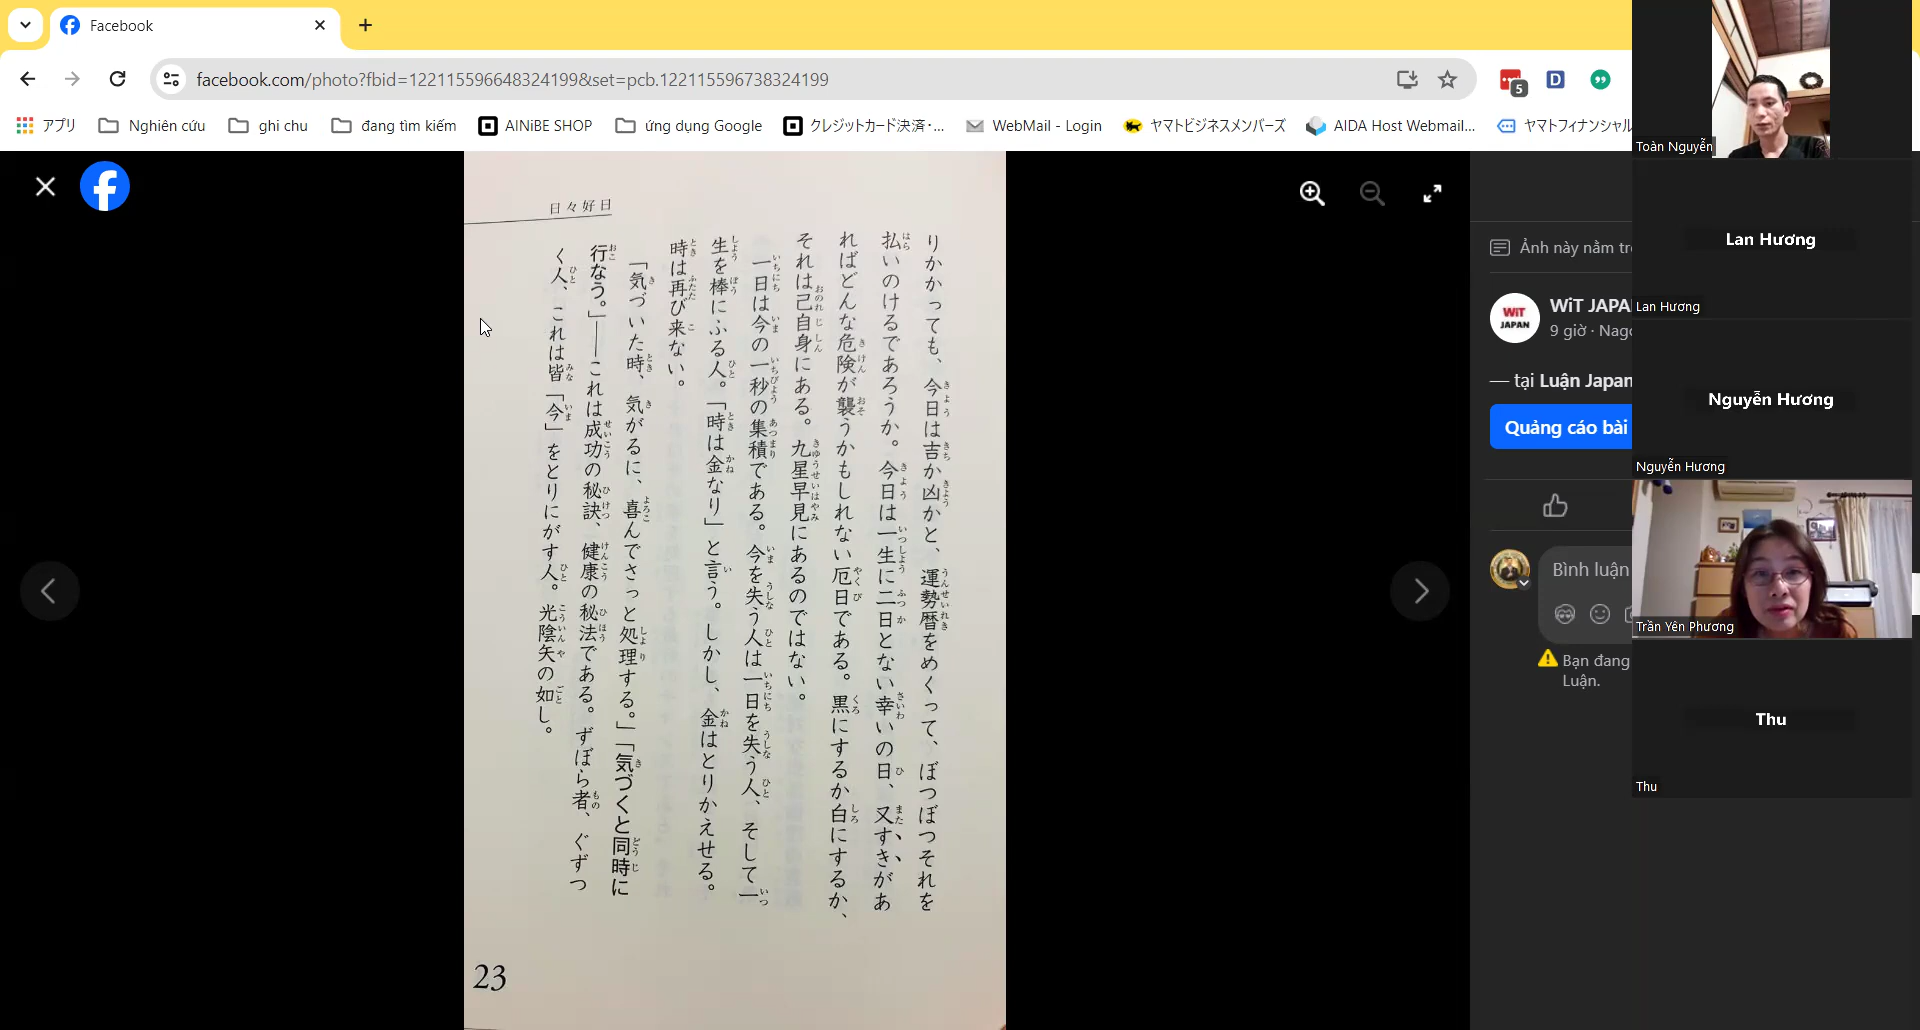 Facebook
facebook.com/photo?fbid=122115596648324199&set=pcb.122115596738324199
5
D
アプリ
Nghiên cứu
ghi chu
đang tìm kiếm
AINiBE SHOP
ứng dụng Google
クレジットカード決済・...
WebMail - Login
ヤマトビジネスメンバーズ
AIDA Host Webmail...
ヤマトフィナンシャル
日々好日
りかかっても、今日は吉か凶かと、運勢暦をめくって、ぼつぼつそれを
払いのけるであろうか。今日は一生に二日とない幸いの日、又すきがあ
ればどんな危険が襲うかもしれない厄日である。黒にするか白にするか、
それは己自身にある。九星早見にあるのではない。
一日は今の一秒の集積である。今を失う人は一日を失う人、そして一
生を棒にふる人。「時は金なり」と言う。しかし、金はとりかえせる。
時は再び来ない。
「気づいた時、気がるに、喜んでさっと処理する。」「気づくと同時に
行なう。」――これは成功の秘訣、健康の秘法である。ずぼら者、ぐずつ
く人、これは皆「今」をとりにがす人。光陰矢の如し。
23
Ảnh này nằm tr
WiT JAPAN
WiT JAPA
9 giờ · Nag
— tại Luận Japan
Quảng cáo bài
Bình luận
Bạn đang
Luận.
Toàn Nguyễn
Lan Hương
Lan Hương
Nguyễn Hương
Nguyễn Hương
Trần Yên Phương
Thu
Thu